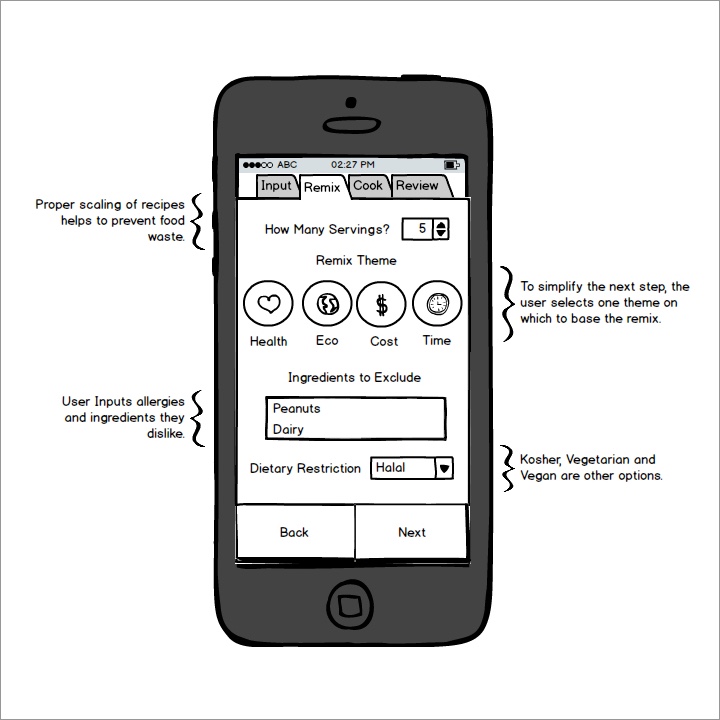 ABC 02:27 PM
Input Remix Cook Review
Proper scaling of recipes
helps to prevent food
waste.
How Many Servings? 5
Remix Theme
$
Health Eco Cost Time
To simplify the next step, the
user selects one theme on
which to base the remix.
Ingredients to Exclude
Peanuts
Dairy
User Inputs allergies
and ingredients they
dislike.
Dietary Restriction Halal
Kosher, Vegetarian and
Vegan are other options.
Back Next